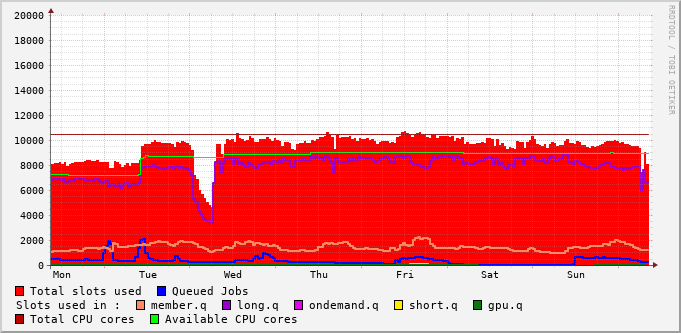 20000
18000
16000
14000
12000
10000
8000
6000
4000
2000
0
Mon Tue Wed Thu Fri Sat Sun
RRDTOOL / TOBI OETIKER
Total slots used Queued Jobs
Slots used in : member.q long.q ondemand.q short.q gpu.q
Total CPU cores Available CPU cores